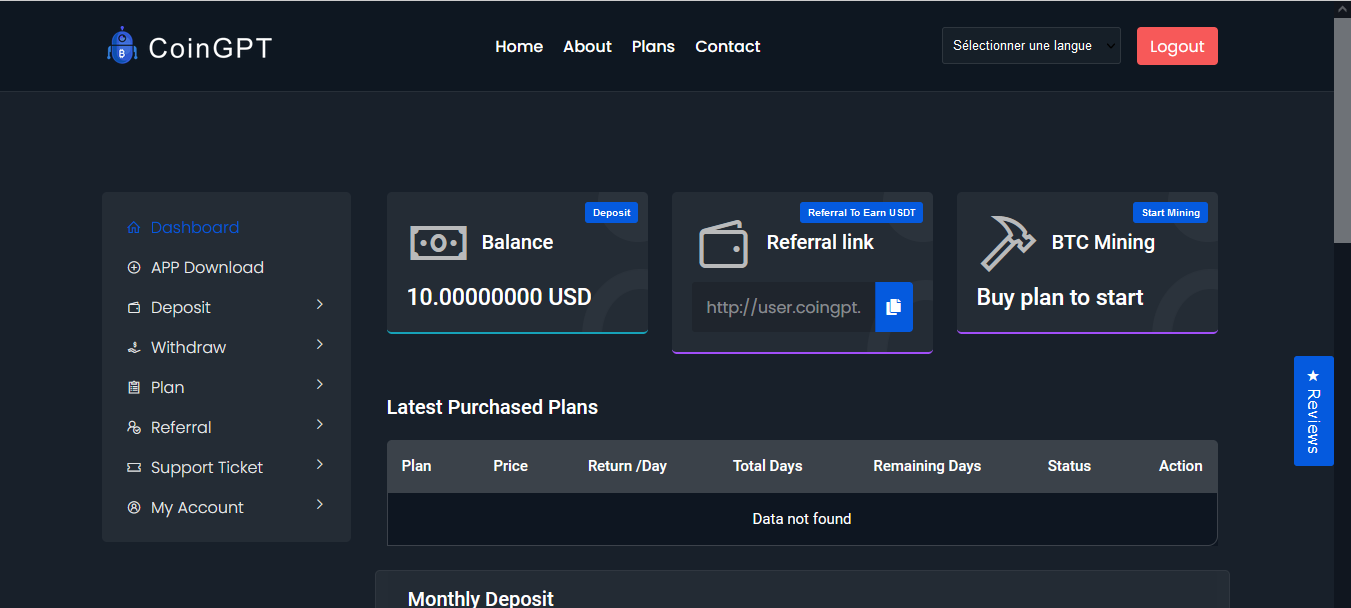 CoinGPT
Home About Plans Contact
Sélectionner une langue
Logout
Dashboard
APP Download
Deposit
Withdraw
Plan
Referral
Support Ticket
My Account
Deposit
Balance
10.00000000 USD
Referral To Earn USDT
Referral link
http://user.coingpt.
Start Mining
BTC Mining
Buy plan to start
Reviews
Latest Purchased Plans
Plan Price Return /Day Total Days Remaining Days Status Action
Data not found
Monthly Deposit